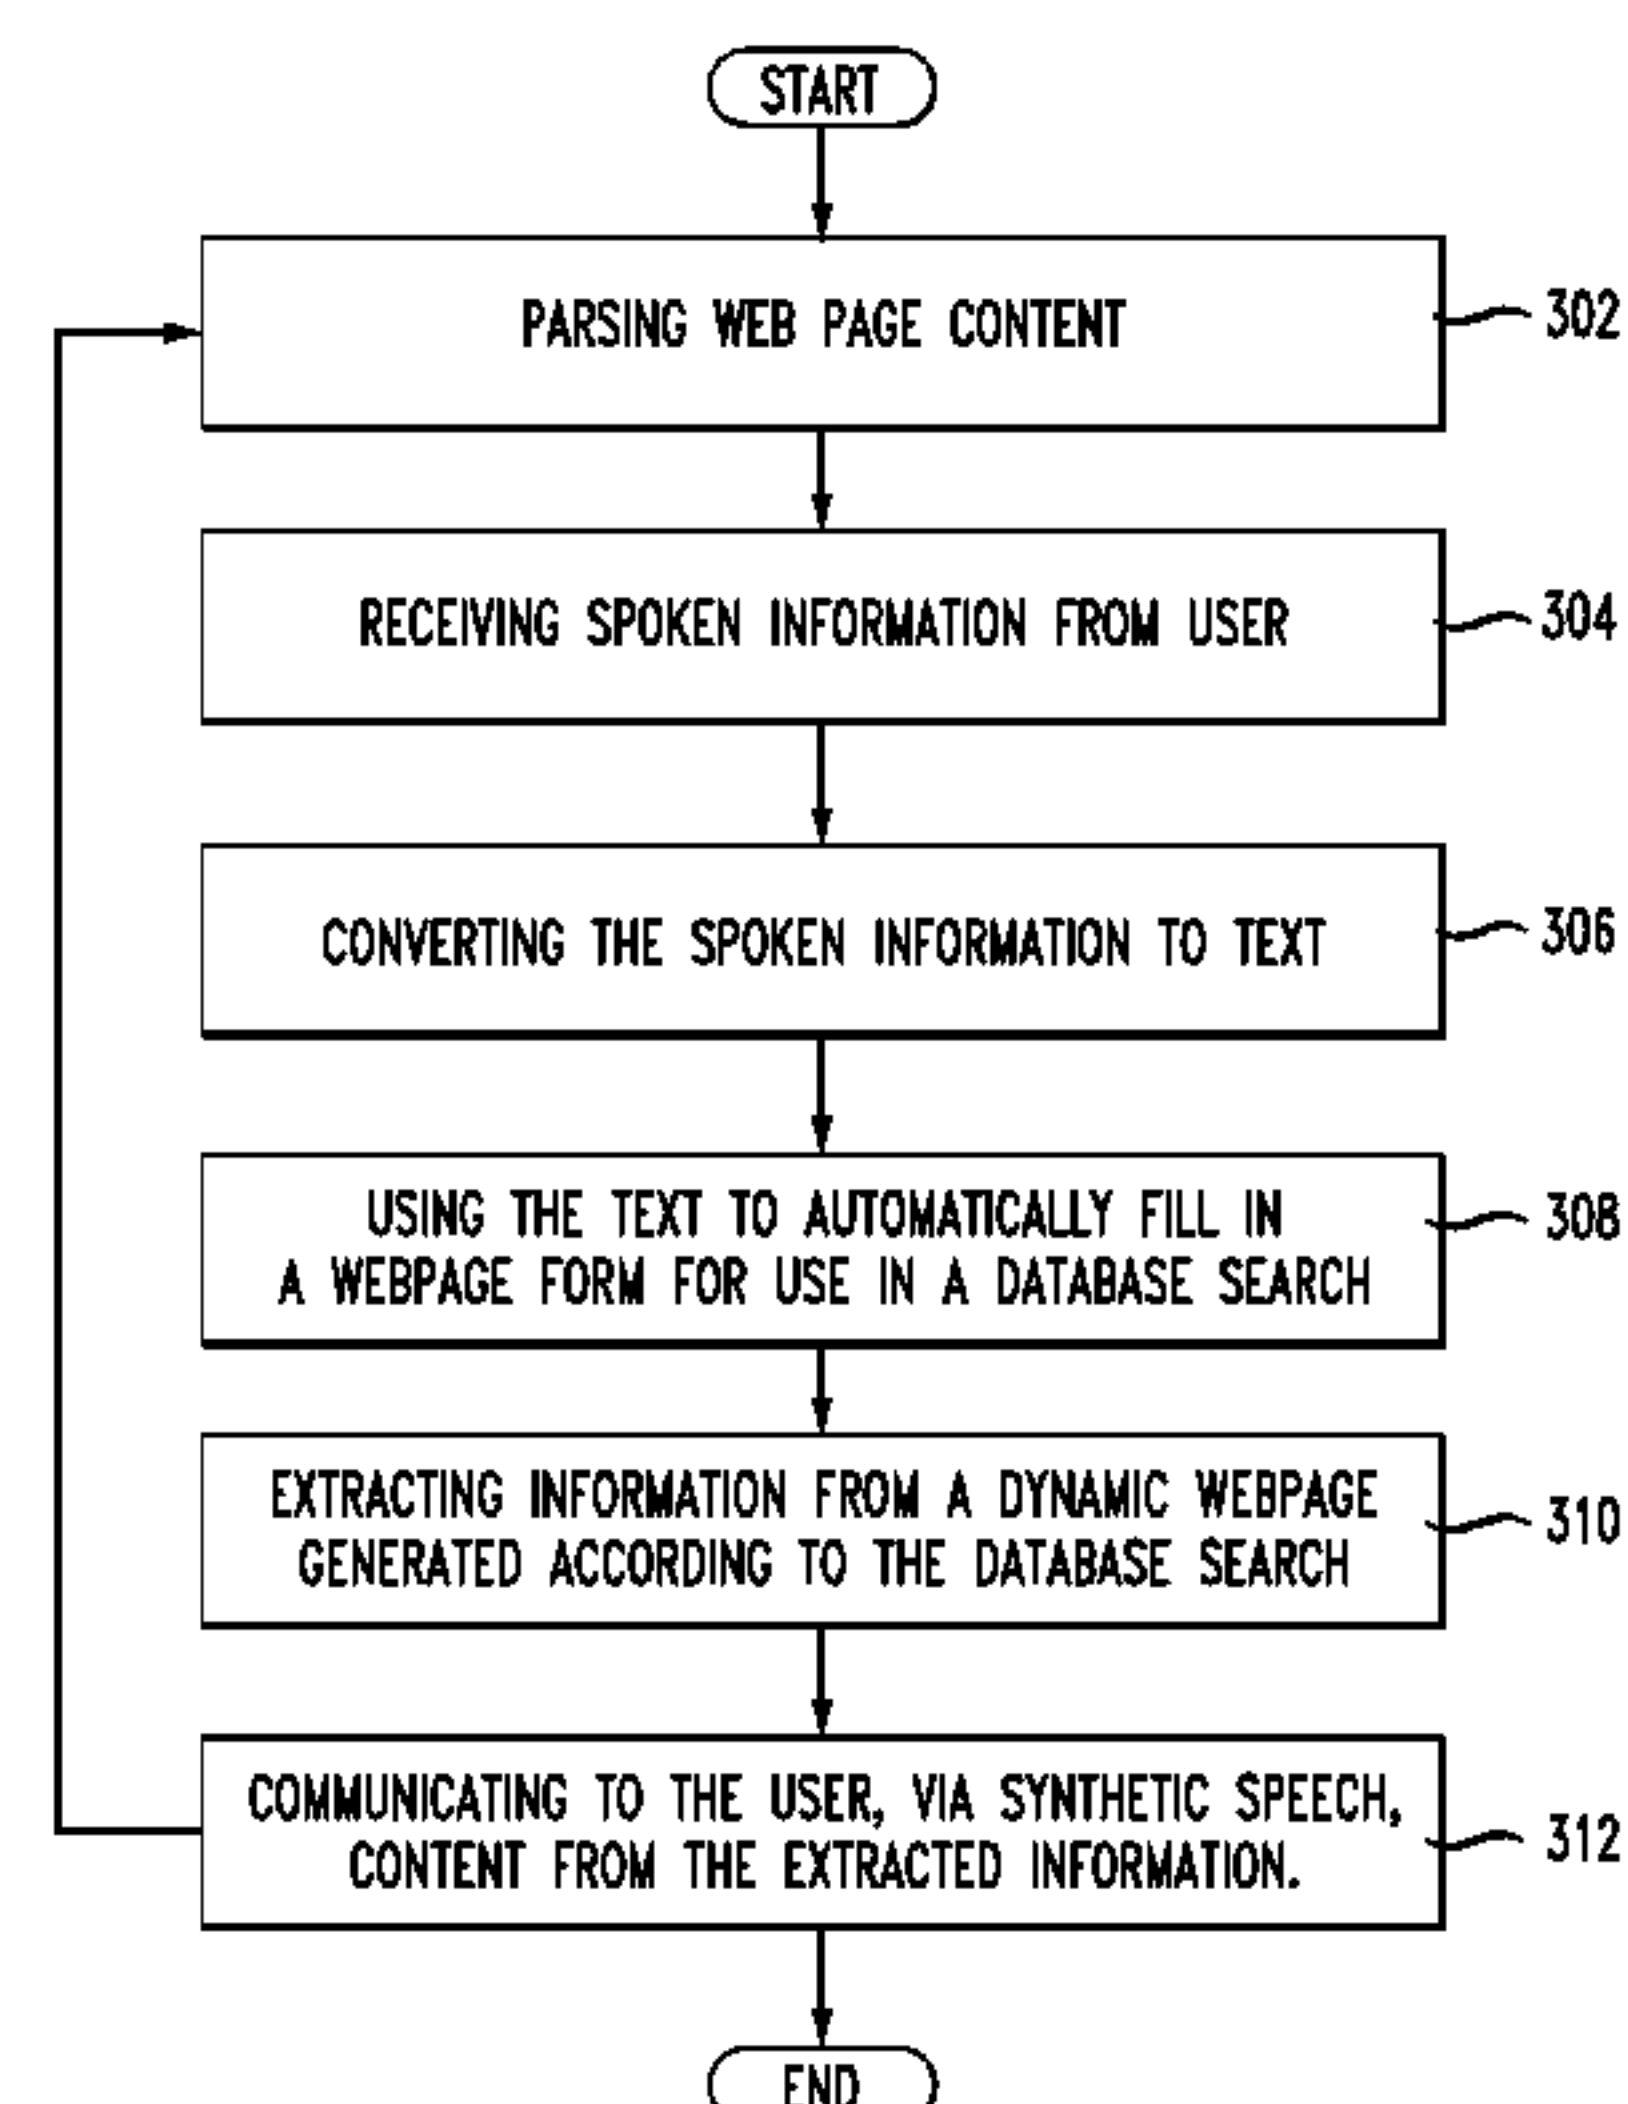 START
PARSING WEB PAGE CONTENT
302
RECEIVING SPOKEN INFORMATION FROM USER
304
CONVERTING THE SPOKEN INFORMATION TO TEXT
306
USING THE TEXT TO AUTOMATICALLY FILL IN
A WEBPAGE FORM FOR USE IN A DATABASE SEARCH
308
EXTRACTING INFORMATION FROM A DYNAMIC WEBPAGE
GENERATED ACCORDING TO THE DATABASE SEARCH
310
COMMUNICATING TO THE USER, VIA SYNTHETIC SPEECH,
CONTENT FROM THE EXTRACTED INFORMATION.
312
END